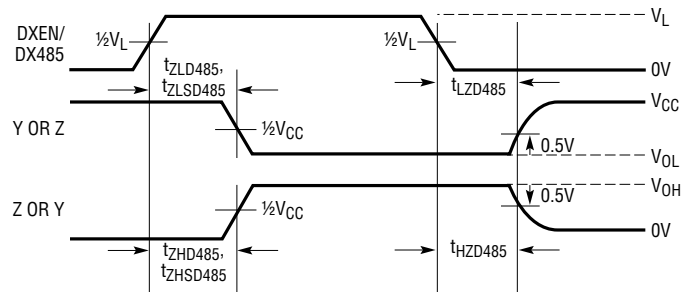 DXEN/
DX485
½VL
½VL
VL
0V
tZLD485,
tZLSD485
tLZD485
Y OR Z
½VCC
VCC
0.5V
VOL
Z OR Y
½VCC
VOH
0.5V
0V
tZHD485,
tZHSD485
tHZD485